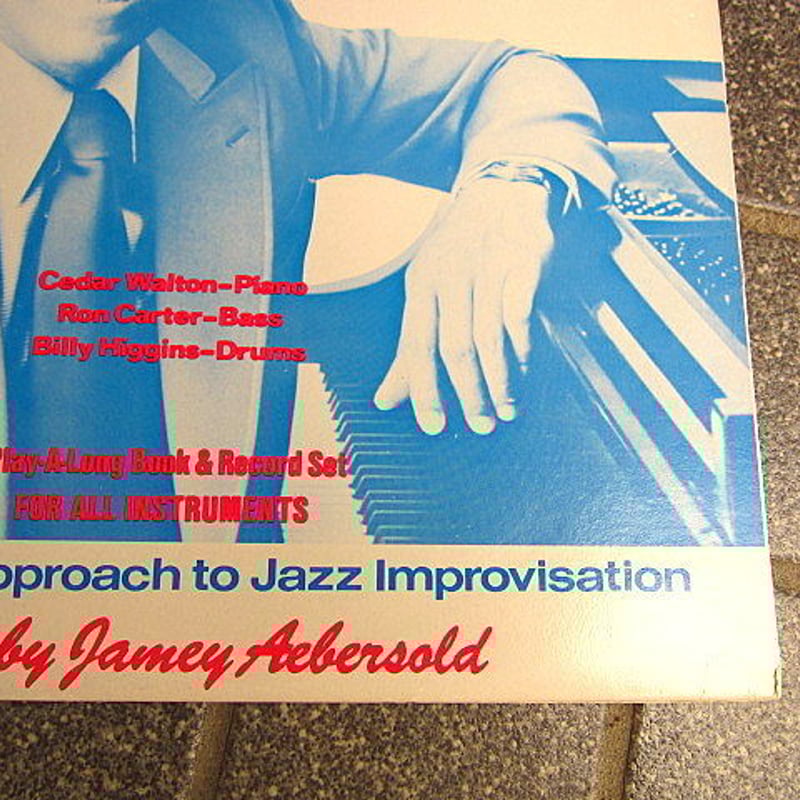 Cedar Walton-Piano
Ron Carter-Bass
Billy Higgins-Drums
Play-A-Long Book & Record Set
FOR ALL INSTRUMENTS
pproach to Jazz Improvisation
by Jamey Aebersold